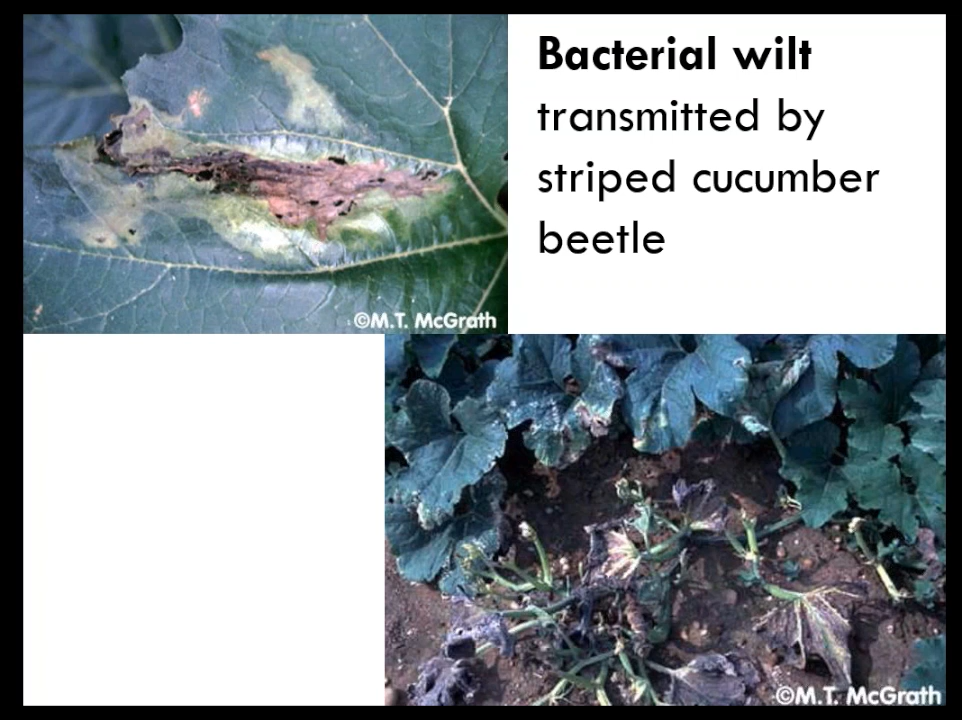 Bacterial wilt
transmitted by
striped cucumber
beetle
©M.T. McGrath
©M.T. McGrath